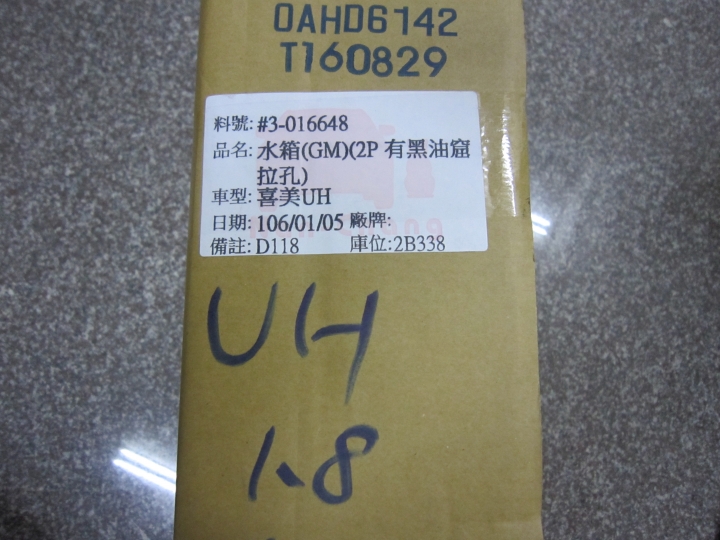 OAHD6142
T160829
料號: #3-016648
品名: 水箱(GM)(2P 有黑油窟
拉孔)
車型: 喜美UH
日期: 106/01/05 廠牌:
備註: D118 庫位:2B338
UH
1.8